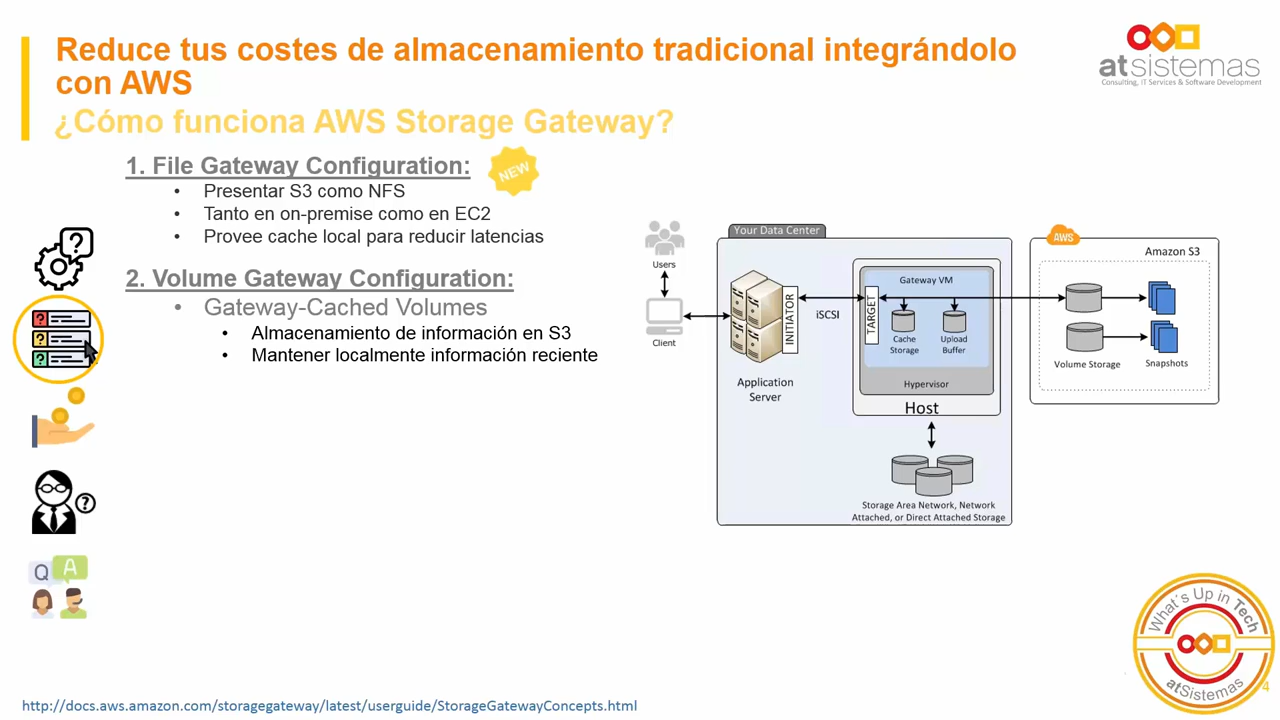 Reduce tus costes de almacenamiento tradicional integrándolo
con AWS
¿Cómo funciona AWS Storage Gateway?
atsistemas
Consulting, IT Services & Software Development
1. File Gateway Configuration:
NEW
• Presentar S3 como NFS
• Tanto en on-premise como en EC2
• Provee cache local para reducir latencias
2. Volume Gateway Configuration:
• Gateway-Cached Volumes
• Almacenamiento de información en S3
• Mantener localmente información reciente
Users
Client
Your Data Center
Application
Server
INITIATOR
iSCSI
TARGET
Gateway VM
Cache
Storage
Upload
Buffer
Hypervisor
Host
Storage Area Network, Network
Attached, or Direct Attached Storage
AWS
Amazon S3
Volume Storage
Snapshots
Q A
What´s Up in Tech
atSistemas
4
http://docs.aws.amazon.com/storagegateway/latest/userguide/StorageGatewayConcepts.html